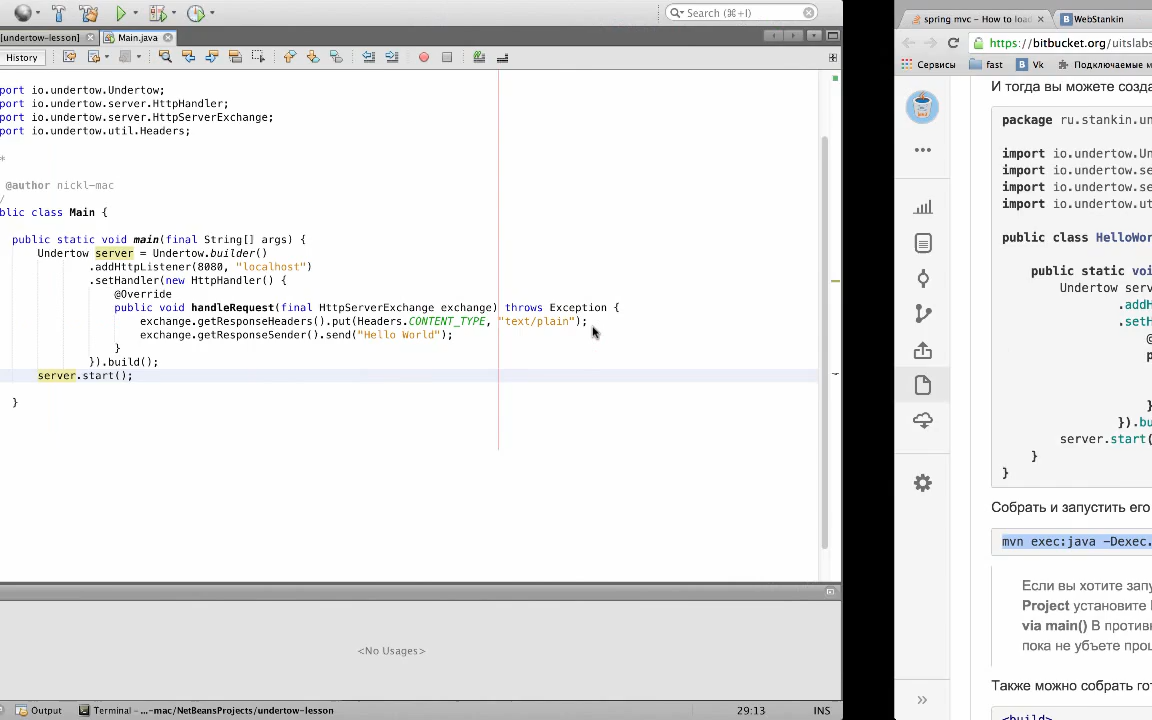 Search (⌘+I)
[undertow-lesson]
Main.java
History
port io.undertow.Undertow;
port io.undertow.server.HttpHandler;
port io.undertow.server.HttpServerExchange;
port io.undertow.util.Headers;
*
@author nickl-mac
/
blic class Main {
public static void main(final String[] args) {
Undertow server = Undertow.builder()
.addHttpListener(8080, "localhost")
.setHandler(new HttpHandler() {
@Override
public void handleRequest(final HttpServerExchange exchange) throws Exception {
exchange.getResponseHeaders().put(Headers.CONTENT_TYPE, "text/plain");
exchange.getResponseSender().send("Hello World");
}
}).build();
server.start();
}
<No Usages>
Output
Terminal - ...-mac/NetBeansProjects/undertow-lesson
29:13
INS
spring mvc - How to load
WebStankin
https://bitbucket.org/uitslabs
Сервисы
fast
Vk
Подключаемые м
И тогда вы можете созда
package ru.stankin.un
import io.undertow.Un
import io.undertow.se
import io.undertow.se
import io.undertow.ut
public class HelloWor
public static voi
Undertow serv
.addH
.setH
@
p
}
}).bu
server.start(
}
}
Собрать и запустить его
mvn exec:java -Dexec.
Если вы хотите запу
Project установите
via main() В противн
пока не убъете проц
Также можно собрать гот
<build>